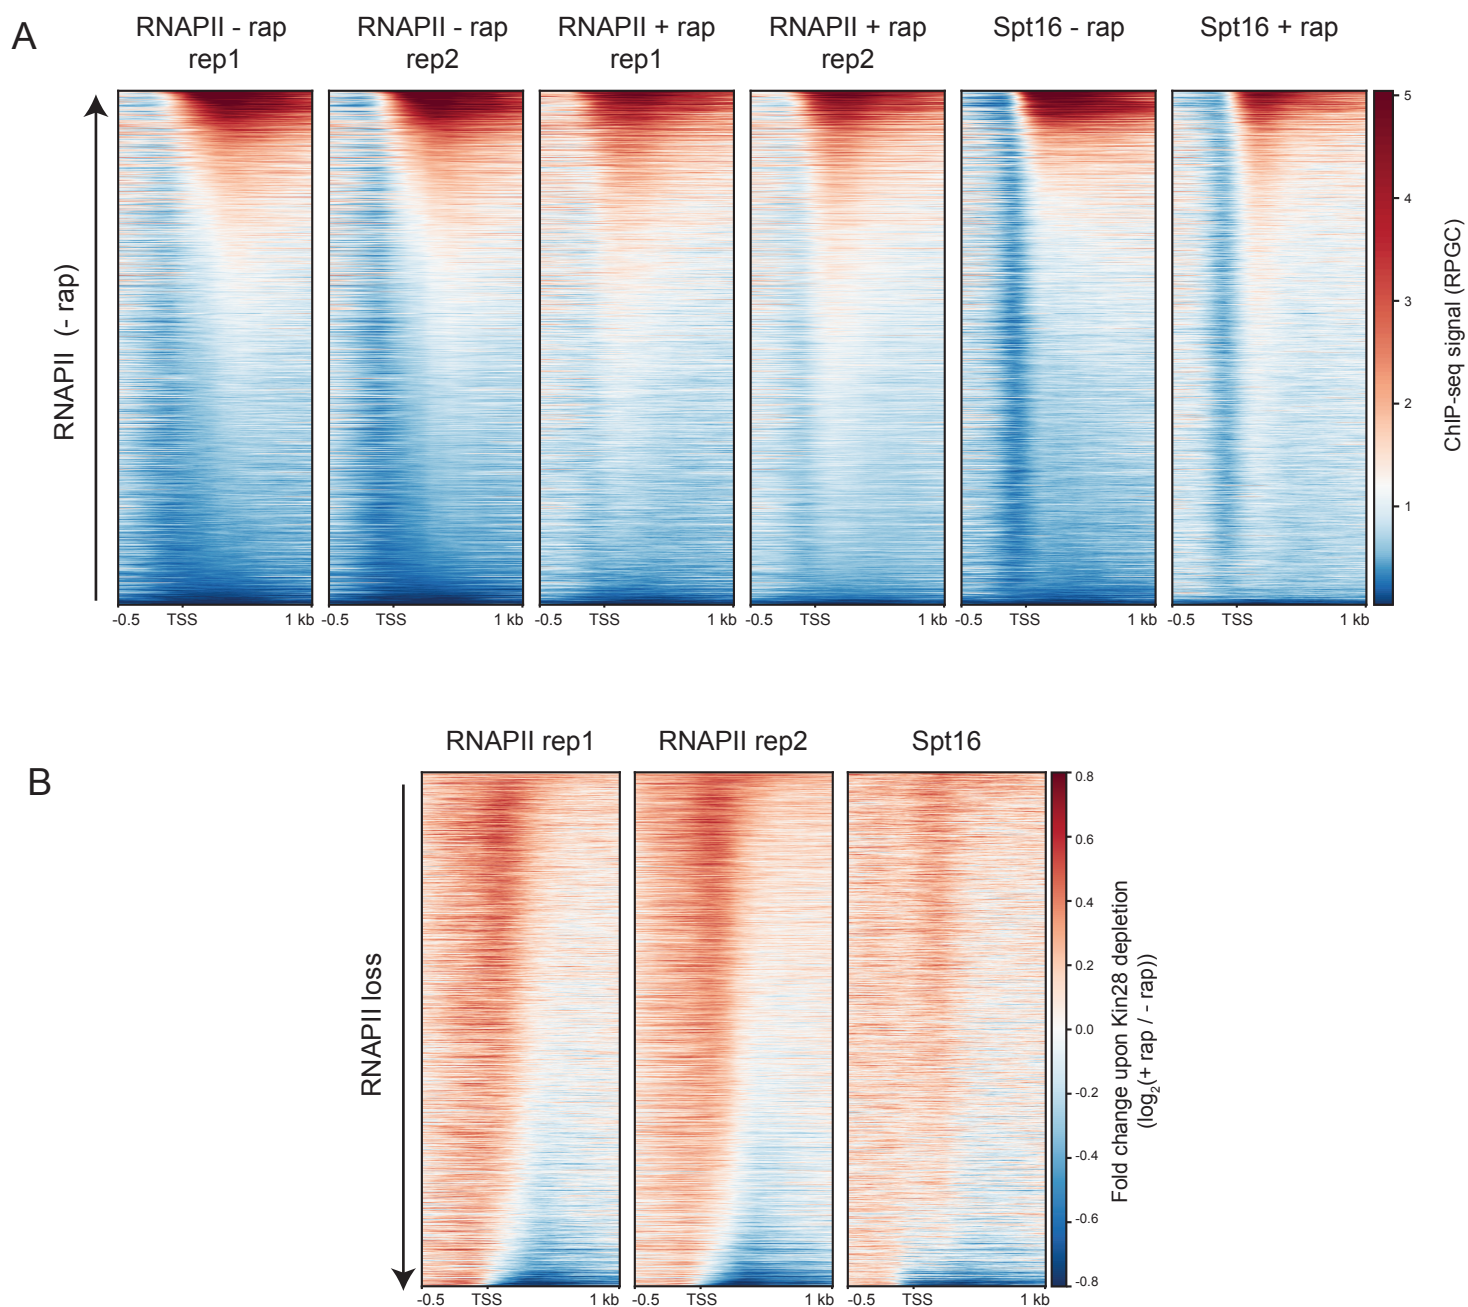 A
RNAPII - rap
rep1
RNAPII - rap
rep2
RNAPII + rap
rep1
RNAPII + rap
rep2
Spt16 - rap
Spt16 + rap
RNAPII (- rap)
-0.5 TSS 1 kb
-0.5 TSS 1 kb
-0.5 TSS 1 kb
-0.5 TSS 1 kb
-0.5 TSS 1 kb
-0.5 TSS 1 kb
5
4
3
2
1
ChIP-seq signal (RPGC)
B
RNAPII rep1
RNAPII rep2
Spt16
RNAPII loss
-0.5 TSS 1 kb
-0.5 TSS 1 kb
-0.5 TSS 1 kb
0.8
0.6
0.4
0.2
0.0
-0.2
-0.4
-0.6
-0.8
Fold change upon Kin28 depletion
(log₂(+ rap / - rap))